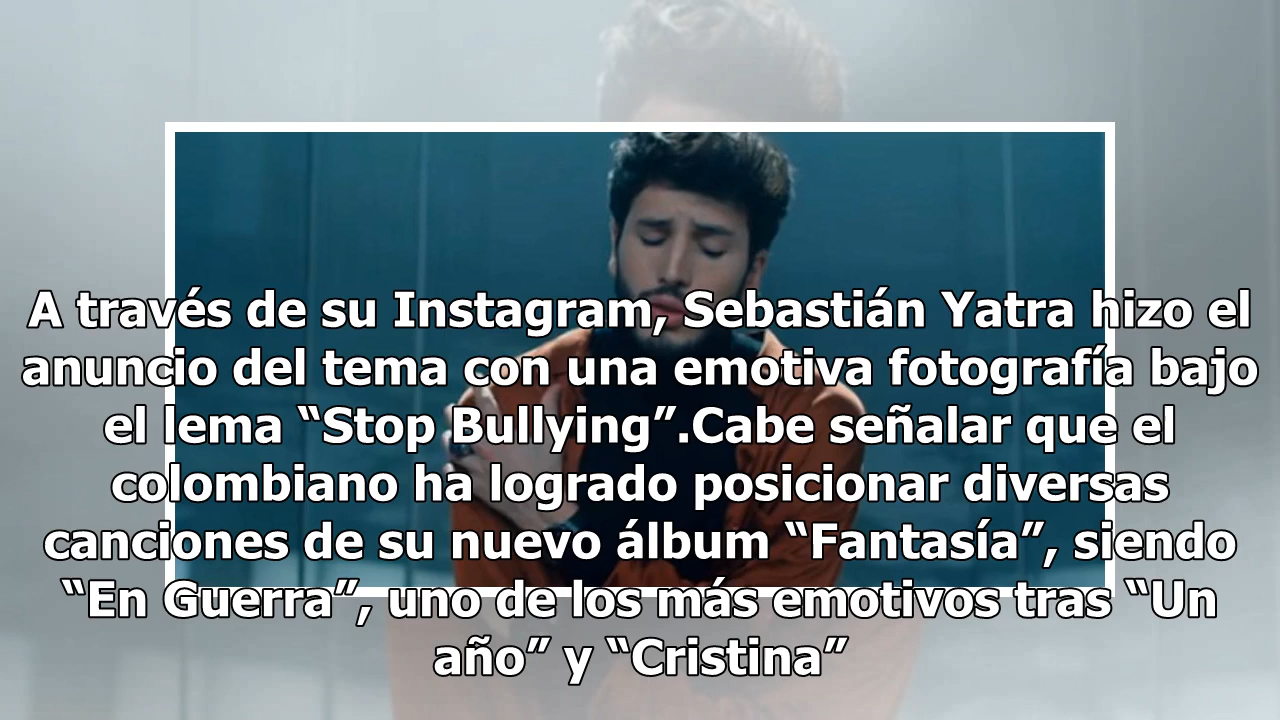 A través de su Instagram, Sebastián Yatra hizo el
anuncio del tema con una emotiva fotografía bajo
el lema “Stop Bullying”.Cabe señalar que el
colombiano ha logrado posicionar diversas
canciones de su nuevo álbum “Fantasía”, siendo
“En Guerra”, uno de los más emotivos tras “Un
año” y “Cristina”